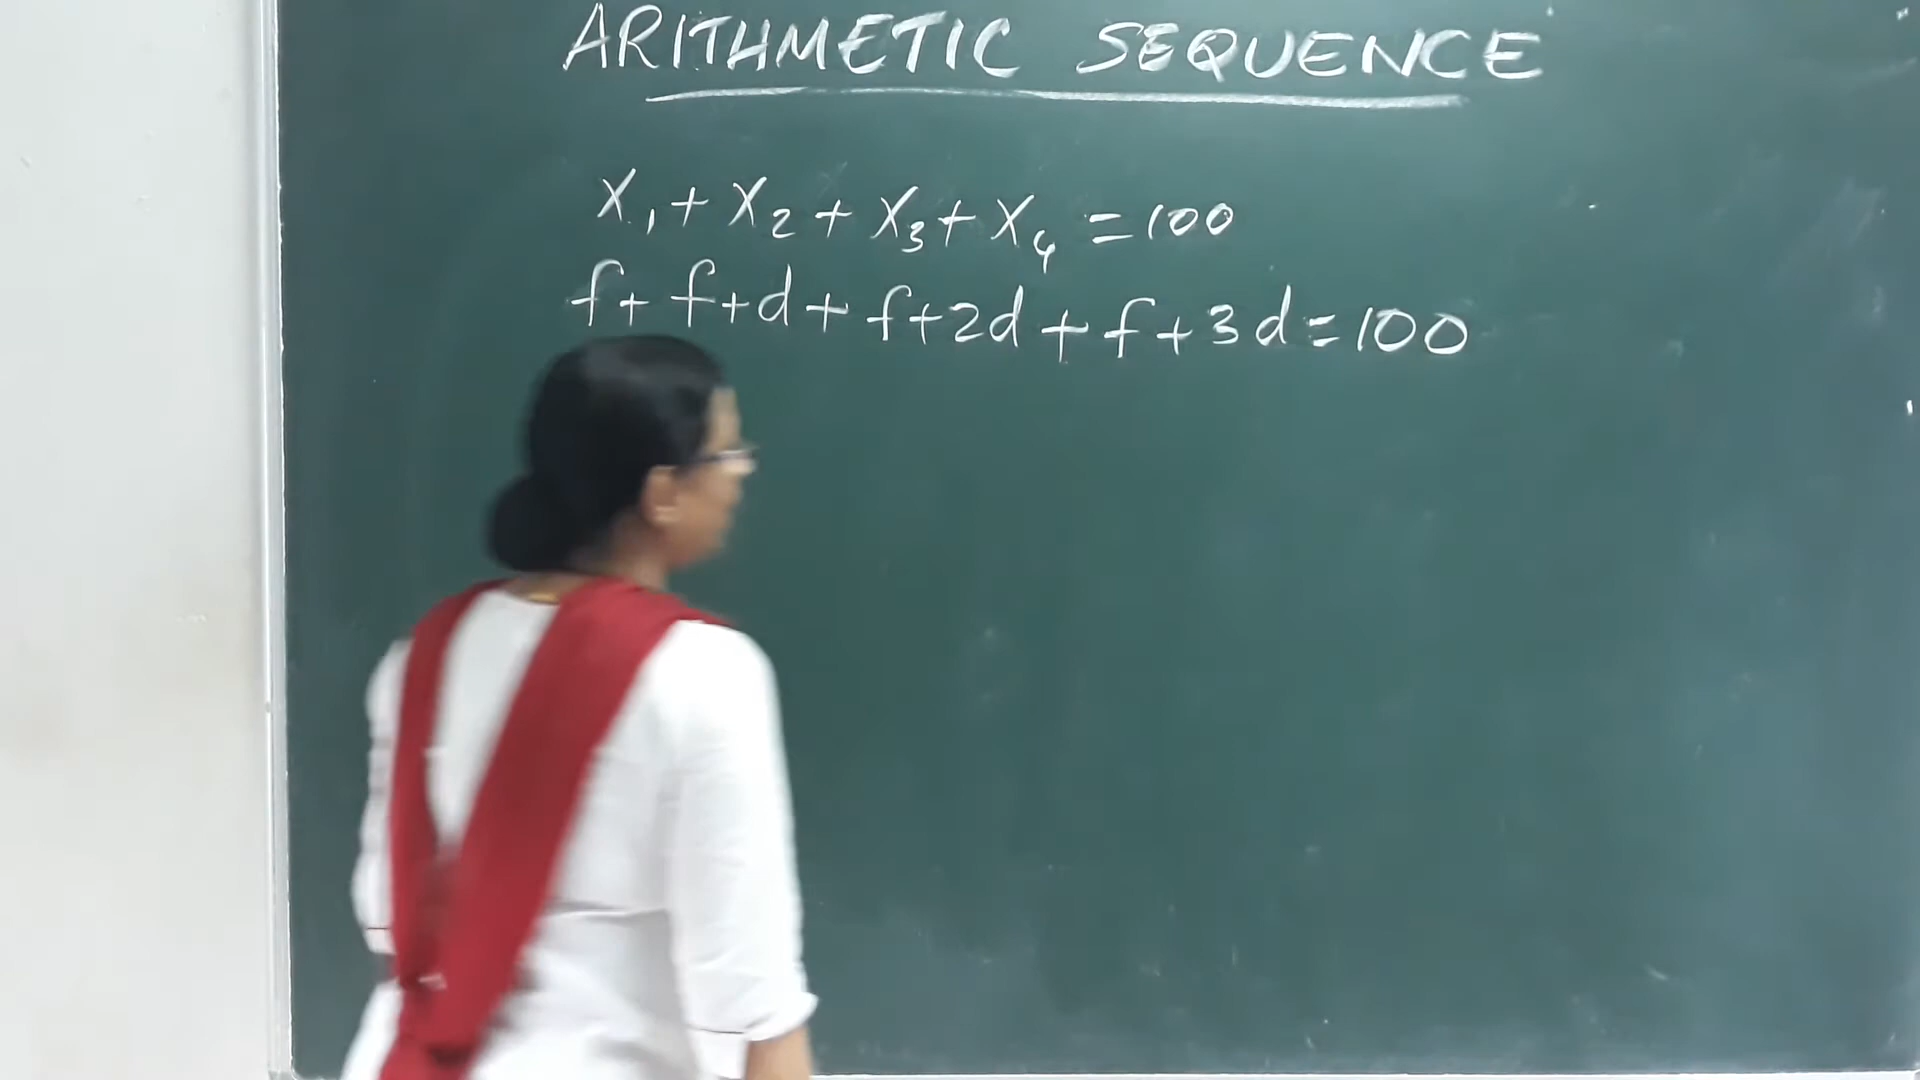 ARITHMETIC SEQUENCE
x₁ + x₂ + x₃ + x₄ = 100
f + f+d + f+2d + f+3d = 100